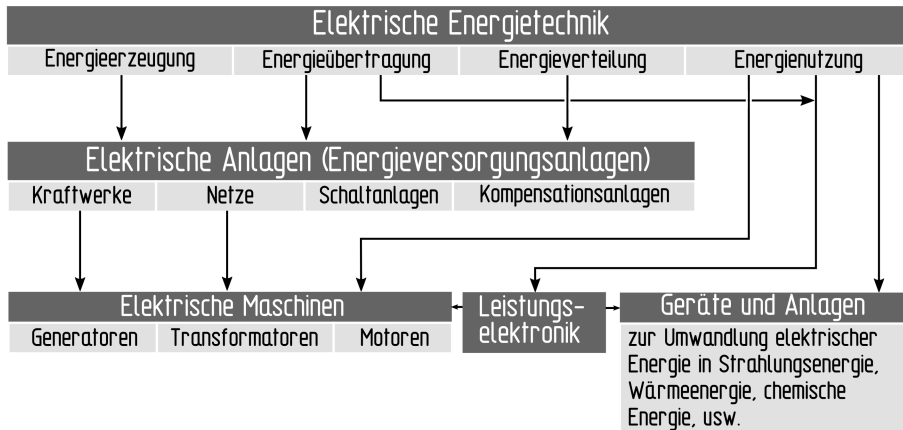 Elektrische Energietechnik
Energieerzeugung Energieübertragung Energieverteilung Energienutzung
Elektrische Anlagen (Energieversorgungsanlagen)
Kraftwerke Netze Schaltanlagen Kompensationsanlagen
Elektrische Maschinen
Generatoren Transformatoren Motoren
Leistungs-
elektronik
Geräte und Anlagen
zur Umwandlung elektrischer
Energie in Strahlungsenergie,
Wärmeenergie, chemische
Energie, usw.